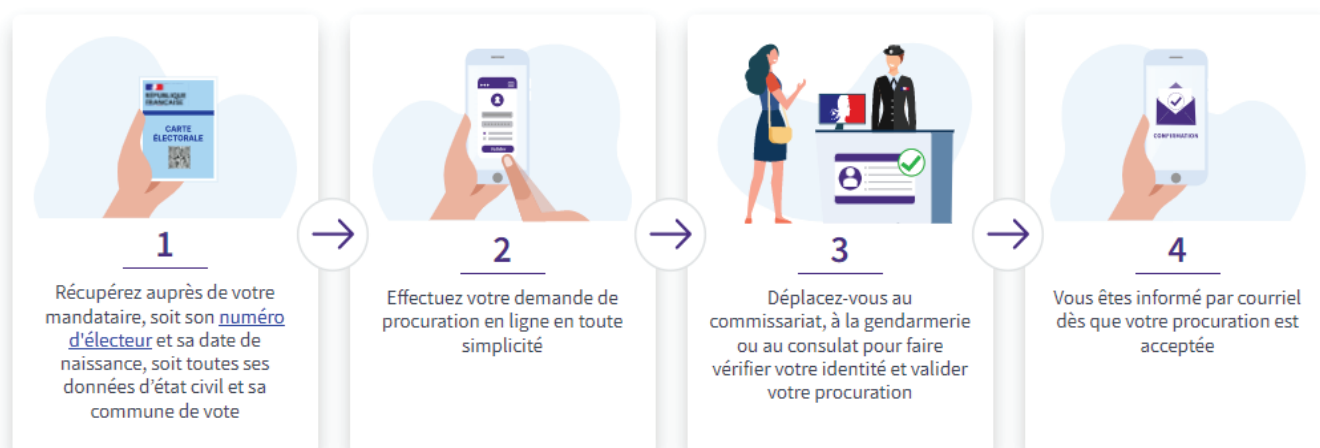 RÉPUBLIQUE
FRANÇAISE
CARTE
ÉLECTORALE
1
Récupérez auprès de votre
mandataire, soit son numéro
d'électeur et sa date de
naissance, soit toutes ses
données d’état civil et sa
commune de vote
Valider
2
Effectuez votre demande de
procuration en ligne en toute
simplicité
3
Déplacez-vous au
commissariat, à la gendarmerie
ou au consulat pour faire
vérifier votre identité et valider
votre procuration
CONFIRMATION
4
Vous êtes informé par courriel
dès que votre procuration est
acceptée